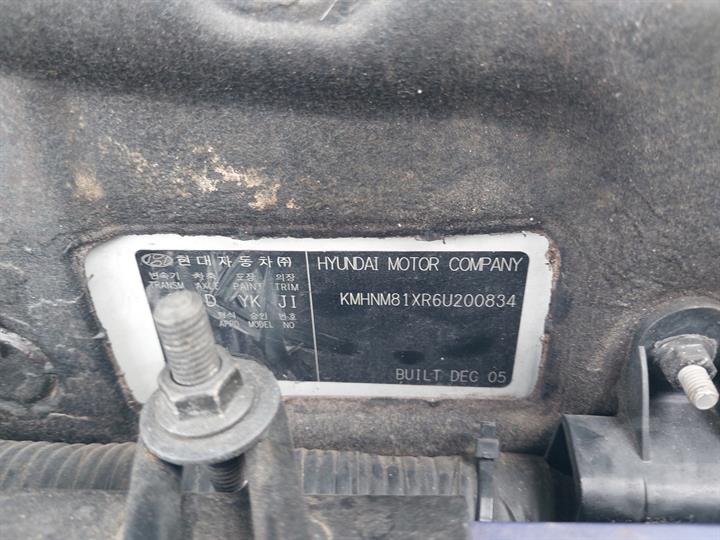 현대자동차(주)
변속기 차축 도장 의장
TRANSM AXLE PAINT TRIM
D YK JI
형식 승인 번호
APPD MODEL NO
HYUNDAI MOTOR COMPANY
KMHNM81XR6U200834
BUILT DEC 05